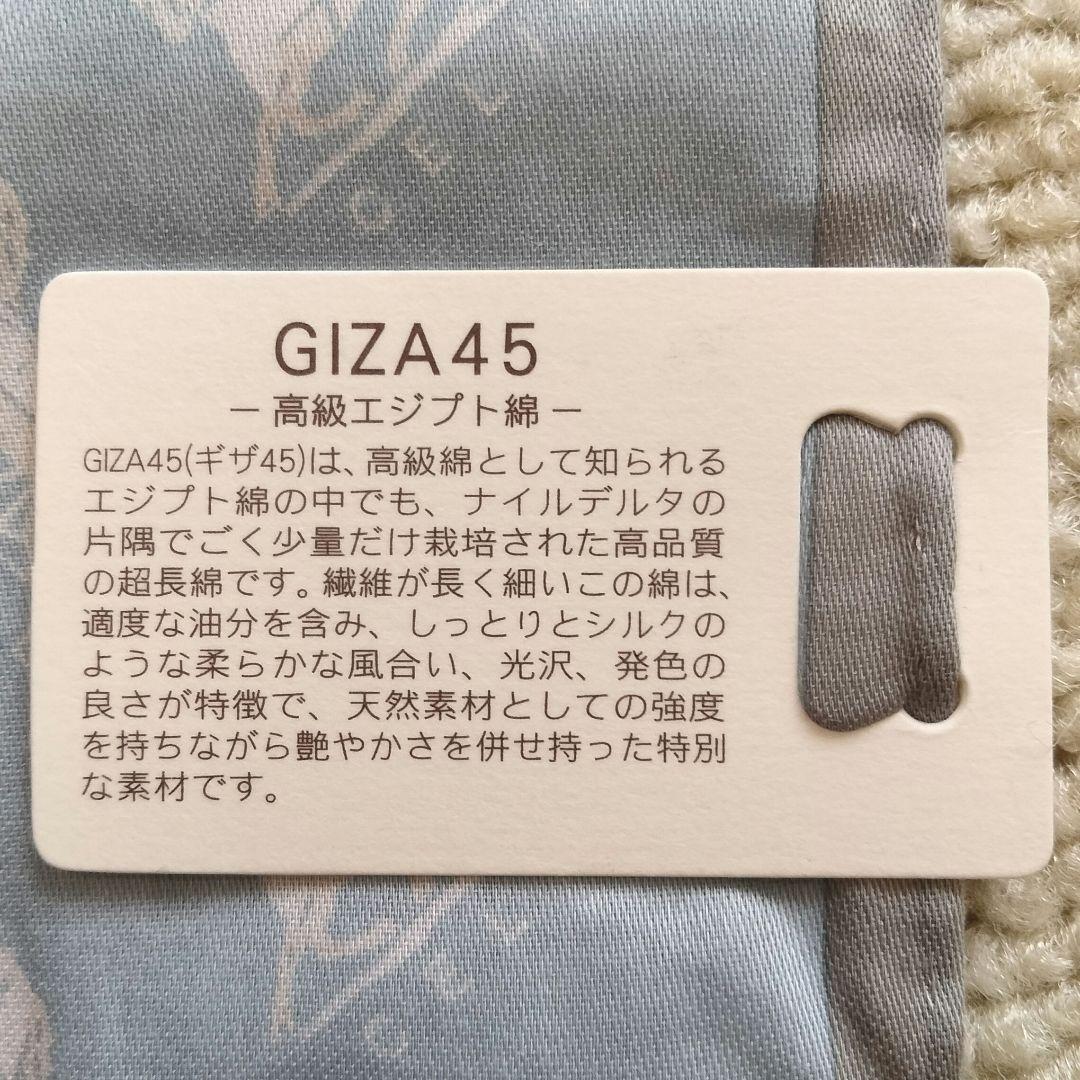 CELI
GIZA45
― 高級エジプト綿 ―
GIZA45(ギザ45)は、高級綿として知られる
エジプト綿の中でも、ナイルデルタの
片隅でごく少量だけ栽培された高品質
の超長綿です。繊維が長く細いこの綿は、
適度な油分を含み、しっとりとシルクの
ような柔らかな風合い、光沢、発色の
良さが特徴で、天然素材としての強度
を持ちながら艶やかさを併せ持った特別
な素材です。
CEL